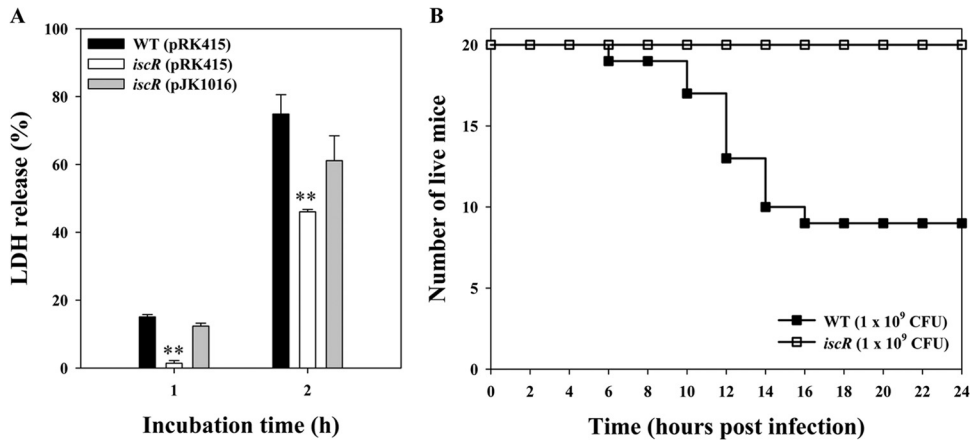 A
LDH release (%)
100
80
60
40
20
0
WT (pRK415)
iscR (pRK415)
iscR (pJK1016)
**
**
1 2
Incubation time (h)
B
Number of live mice
20
15
10
5
0
WT (1 x 10⁹ CFU)
iscR (1 x 10⁹ CFU)
0 2 4 6 8 10 12 14 16 18 20 22 24
Time (hours post infection)